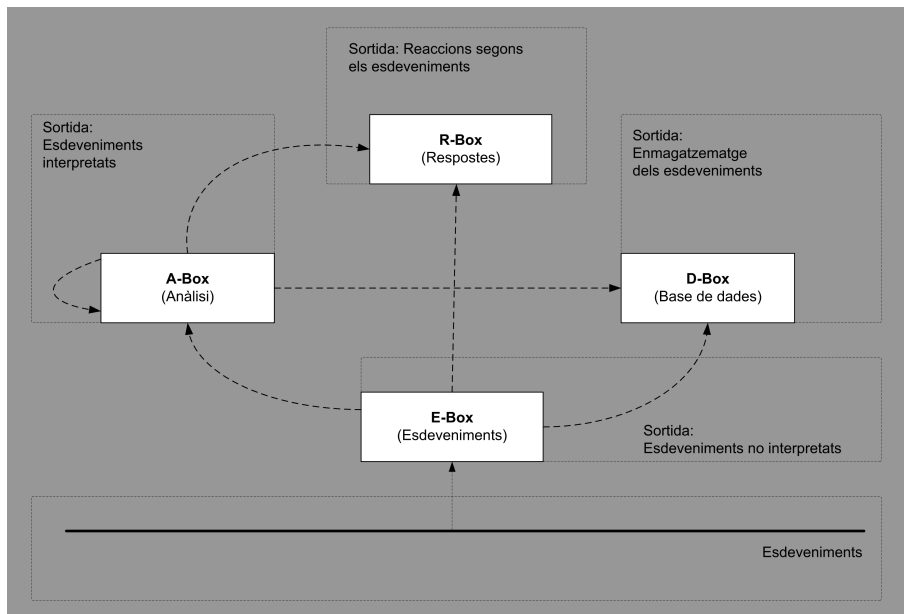 Sortida: Reaccions segons
els esdeveniments
R-Box
(Respostes)
Sortida:
Esdeveniments
interpretats
Sortida:
Enmagatzematge
dels esdeveniments
A-Box
(Anàlisi)
D-Box
(Base de dades)
E-Box
(Esdeveniments)
Sortida:
Esdeveniments no interpretats
Esdeveniments